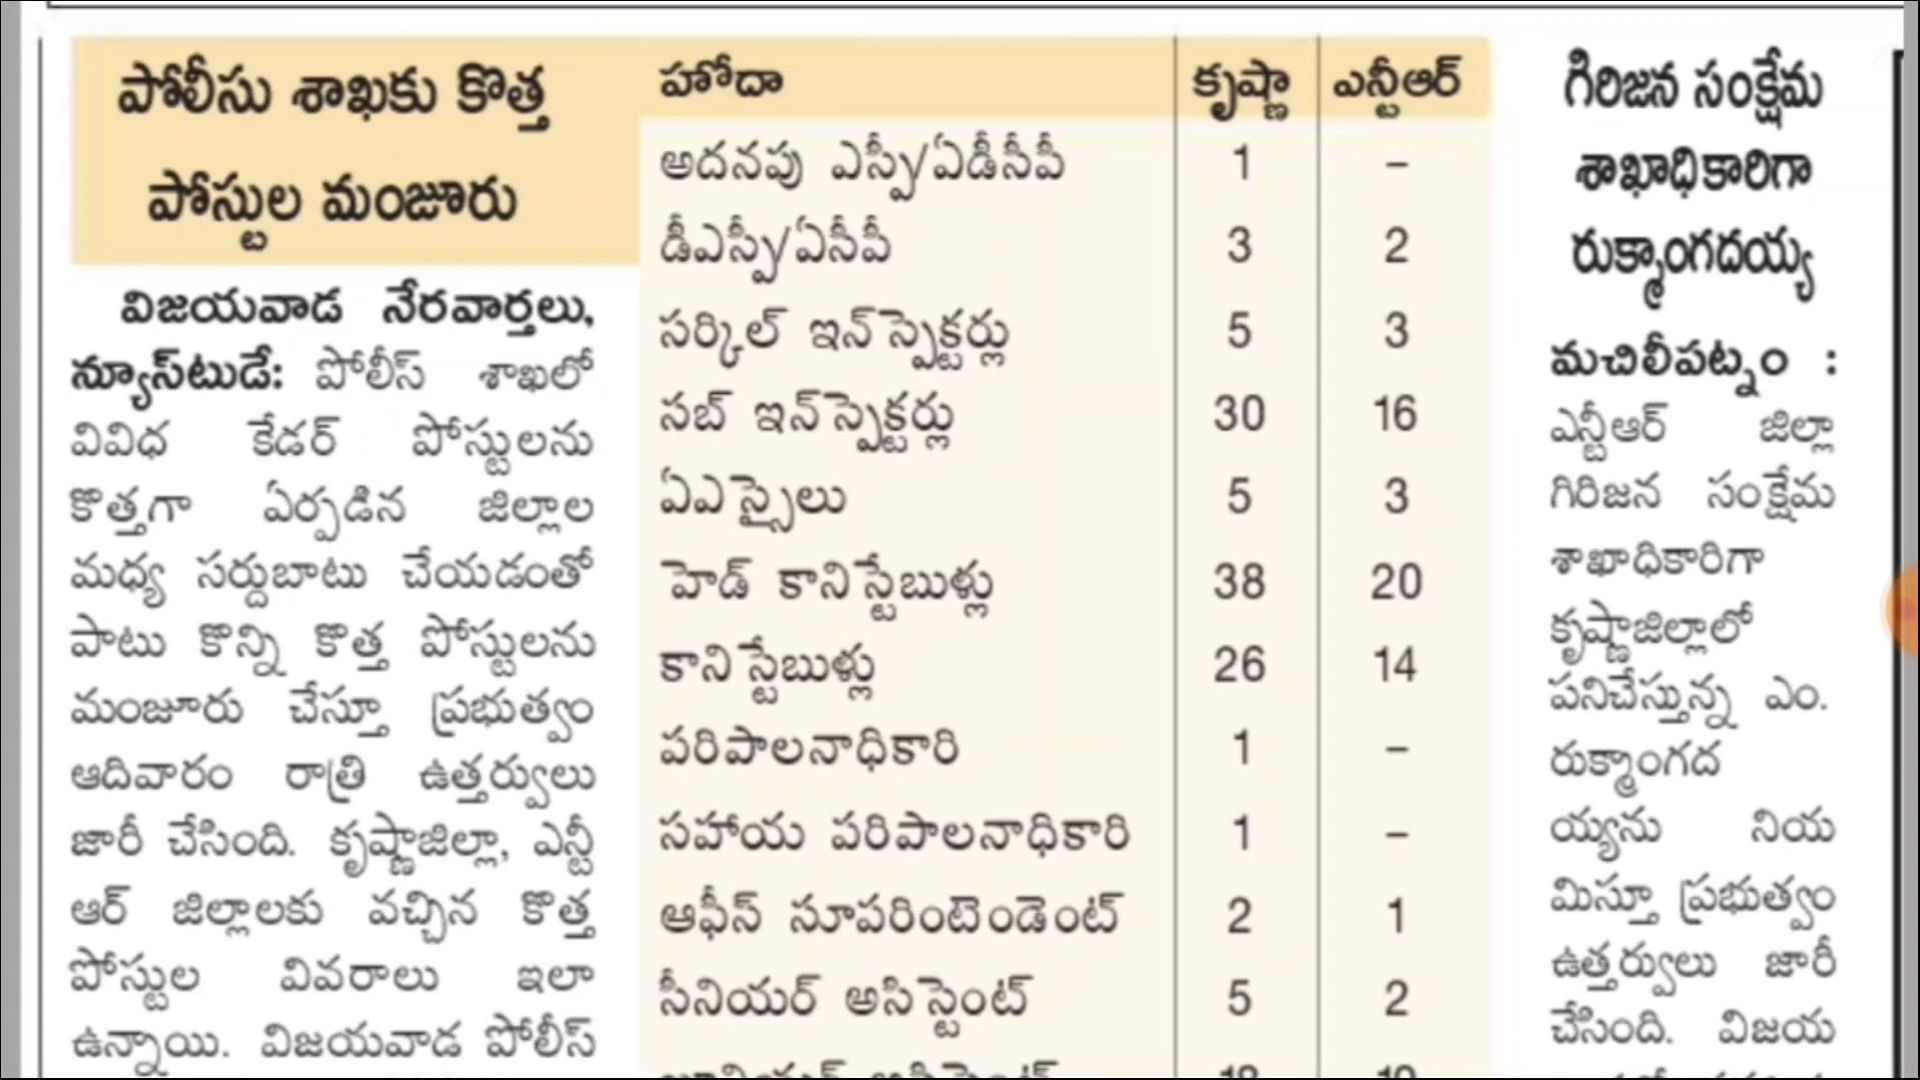 పోలీసు శాఖకు కొత్త
పోస్టుల మంజూరు
విజయవాడ నేరవార్తలు,
న్యూస్‌టుడే: పోలీస్ శాఖలో
వివిధ కేడర్ పోస్టులను
కొత్తగా ఏర్పడిన జిల్లాల
మధ్య సర్దుబాటు చేయడంతో
పాటు కొన్ని కొత్త పోస్టులను
మంజూరు చేస్తూ ప్రభుత్వం
ఆదివారం రాత్రి ఉత్తర్వులు
జారీ చేసింది. కృష్ణాజిల్లా, ఎన్టీ
ఆర్ జిల్లాలకు వచ్చిన కొత్త
పోస్టుల వివరాలు ఇలా
ఉన్నాయి. విజయవాడ పోలీస్
హోదా కృష్ణా ఎన్టీఆర్
అదనపు ఎస్పీ/ఏడీసీపీ 1 –
డీఎస్పీ/ఏసీపీ 3 2
సర్కిల్ ఇన్‌స్పెక్టర్లు 5 3
సబ్ ఇన్‌స్పెక్టర్లు 30 16
ఏఎస్సైలు 5 3
హెడ్ కానిస్టేబుళ్లు 38 20
కానిస్టేబుళ్లు 26 14
పరిపాలనాధికారి 1 –
సహాయ పరిపాలనాధికారి 1 –
ఆఫీస్ సూపరింటెండెంట్ 2 1
సీనియర్ అసిస్టెంట్ 5 2
గిరిజన సంక్షేమ
శాఖాధికారిగా
రుక్మాంగదయ్య
మచిలీపట్నం :
ఎన్టీఆర్ జిల్లా
గిరిజన సంక్షేమ
శాఖాధికారిగా
కృష్ణాజిల్లాలో
పనిచేస్తున్న ఎం.
రుక్మాంగద
య్యను నియ
మిస్తూ ప్రభుత్వం
ఉత్తర్వులు జారీ
చేసింది. విజయ